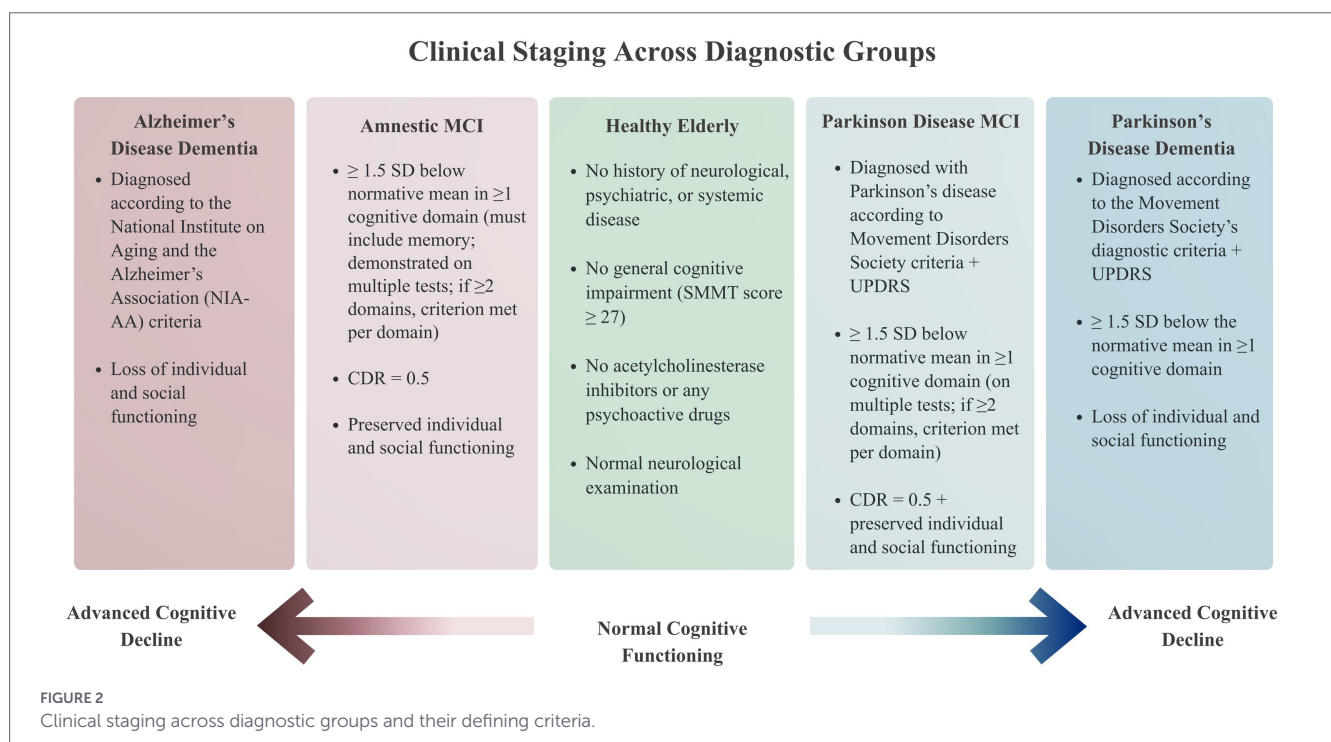 Clinical Staging Across Diagnostic Groups
Alzheimer's
Disease Dementia
• Diagnosed
according to the
National Institute on
Aging and the
Alzheimer's
Association (NIA-
AA) criteria
• Loss of individual
and social
functioning
Amnestic MCI
• ≥ 1.5 SD below
normative mean in ≥1
cognitive domain (must
include memory;
demonstrated on
multiple tests; if ≥2
domains, criterion met
per domain)
• CDR = 0.5
• Preserved individual
and social functioning
Healthy Elderly
• No history of neurological,
psychiatric, or systemic
disease
• No general cognitive
impairment (SMMT score
≥ 27)
• No acetylcholinesterase
inhibitors or any
psychoactive drugs
• Normal neurological
examination
Parkinson Disease MCI
• Diagnosed with
Parkinson's disease
according to
Movement Disorders
Society criteria +
UPDRS
• ≥ 1.5 SD below
normative mean in ≥1
cognitive domain (on
multiple tests; if ≥2
domains, criterion met
per domain)
• CDR = 0.5 +
preserved individual
and social functioning
Parkinson's
Disease Dementia
• Diagnosed according
to the Movement
Disorders Society's
diagnostic criteria +
UPDRS
• ≥ 1.5 SD below the
normative mean in ≥1
cognitive domain
• Loss of individual and
social functioning
Advanced Cognitive
Decline
Normal Cognitive
Functioning
Advanced Cognitive
Decline
FIGURE 2
Clinical staging across diagnostic groups and their defining criteria.